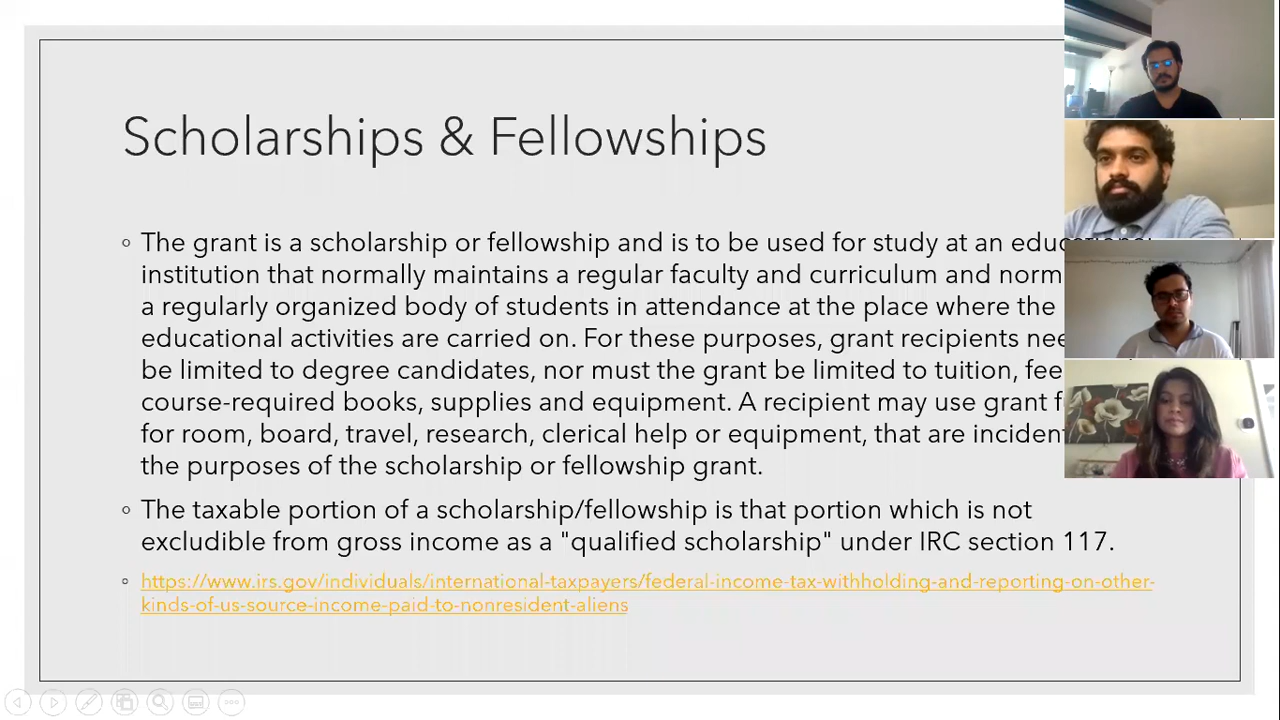 Scholarships & Fellowships
The grant is a scholarship or fellowship and is to be used for study at an educational
institution that normally maintains a regular faculty and curriculum and norm
a regularly organized body of students in attendance at the place where the
educational activities are carried on. For these purposes, grant recipients
be limited to degree candidates, nor must the grant be limited to tuition,
course-required books, supplies and equipment. A recipient may use grant
for room, board, travel, research, clerical help or equipment, that are
the purposes of the scholarship or fellowship grant.
The taxable portion of a scholarship/fellowship is that portion which is not
excludible from gross income as a "qualified scholarship" under IRC section 117.
https://www.irs.gov/individuals/international-taxpayers/federal-income-tax-withholding-and-reporting-on-other-
kinds-of-us-source-income-paid-to-nonresident-aliens